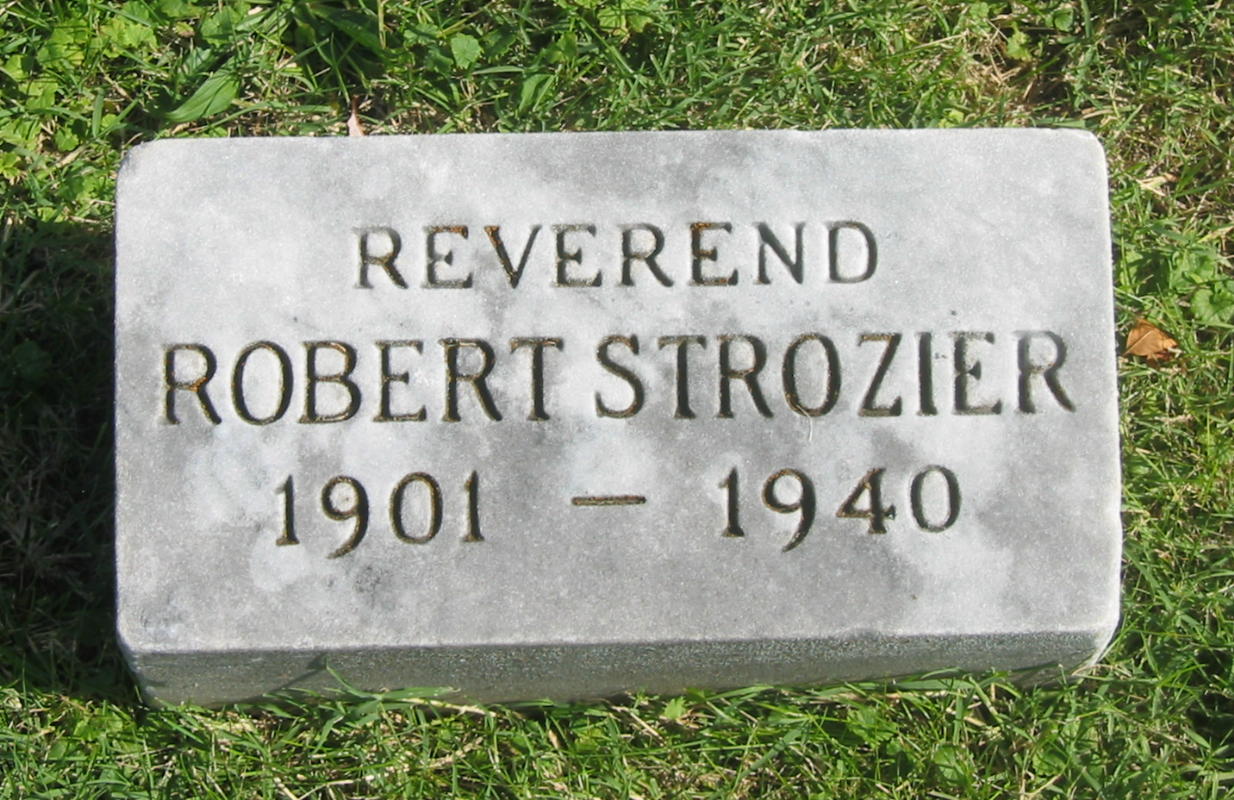 REVEREND
ROBERT STROZIER
1901 — 1940